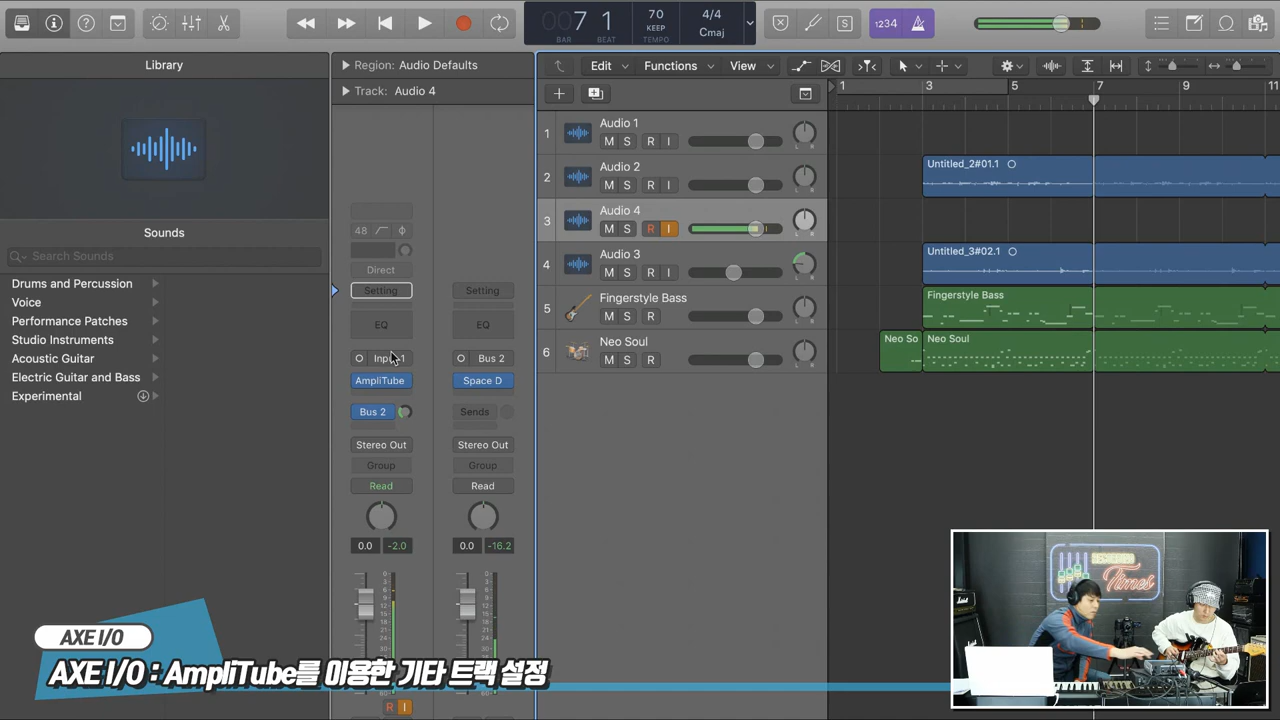 007 1
BAR BEAT
70
KEEP
TEMPO
4/4
Cmaj
S
1234
Library
Region: Audio Defaults
Track: Audio 4
Edit
Functions
View
1 3 5 7 9 11
Sounds
Search Sounds
Drums and Percussion
Voice
Performance Patches
Studio Instruments
Acoustic Guitar
Electric Guitar and Bass
Experimental
48
Direct
Setting
EQ
Input 1
AmpliTube
Bus 2
Stereo Out
Group
Read
0.0 -2.0
R I
Setting
EQ
Bus 2
Space D
Sends
Stereo Out
Group
Read
0.0 -16.2
1 Audio 1
M S R I
2 Audio 2
M S R I
3 Audio 4
M S R I
4 Audio 3
M S R I
5 Fingerstyle Bass
M S R
6 Neo Soul
M S R
Untitled_2#01.1
Untitled_3#02.1
Fingerstyle Bass
Neo So
Neo Soul
Times
AXE I/O
AXE I/O : AmpliTube를 이용한 기타 트랙 설정